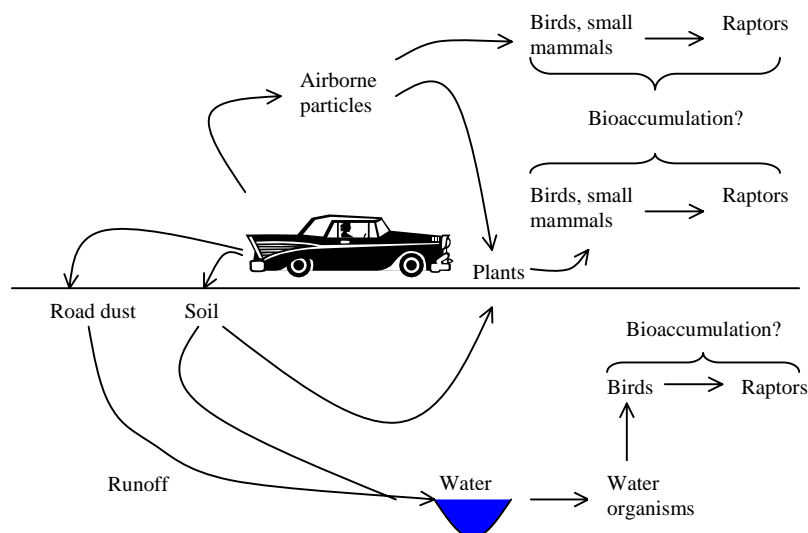 Birds, small
mammals
Raptors
Airborne
particles
Bioaccumulation?
Birds, small
mammals
Raptors
Plants
Road dust
Soil
Bioaccumulation?
Birds
Raptors
Runoff
Water
Water
organisms